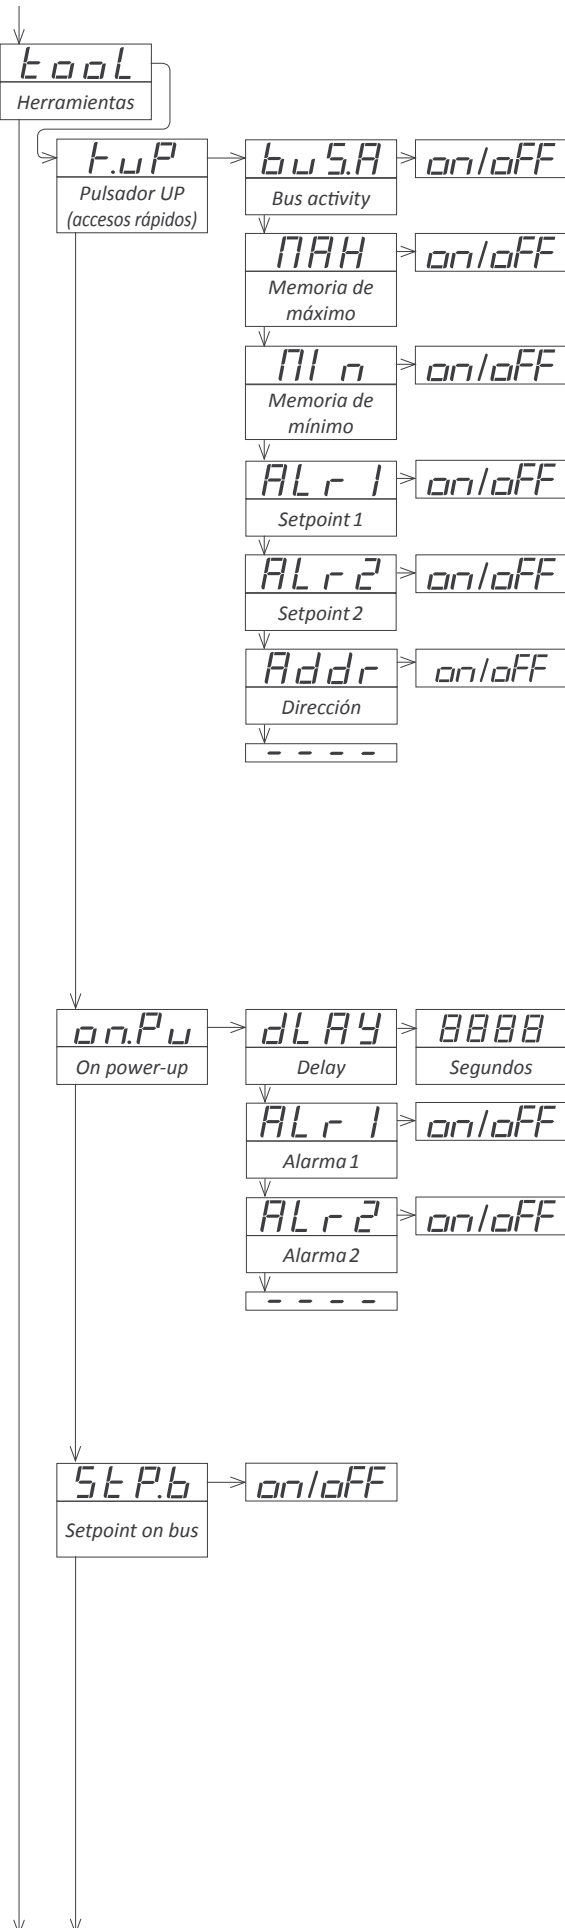 tooL
Herramientas
t.uP
Pulsador UP
(accesos rápidos)
buS.A
Bus activity
on/oFF
MAX
Memoria de
máximo
on/oFF
MIn
Memoria de
mínimo
on/oFF
ALr1
Setpoint 1
on/oFF
ALr2
Setpoint 2
on/oFF
Addr
Dirección
on/oFF
- - - -
on.Pu
On power-up
dLAY
Delay
8888
Segundos
ALr1
Alarma 1
on/oFF
ALr2
Alarma 2
on/oFF
- - - -
StP.b
Setpoint on bus
on/oFF